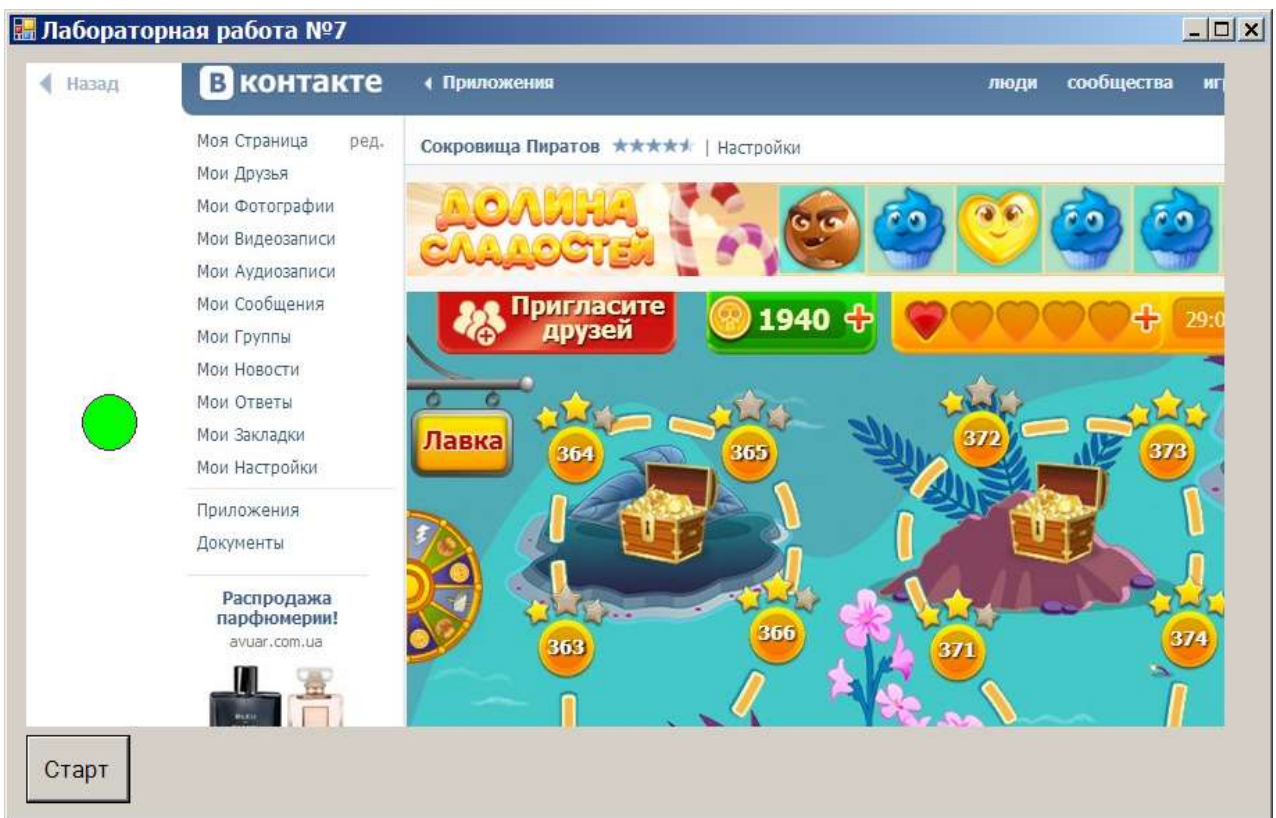 Лабораторная работа №7
Назад
В контакте
Приложения
люди сообщества
Моя Страница ред.
Сокровища Пиратов | Настройки
Мои Друзья
Мои Фотографии
Мои Видеозаписи
Мои Аудиозаписи
Мои Сообщения
Мои Группы
Мои Новости
Мои Ответы
Мои Закладки
Мои Настройки
Приложения
Документы
Распродажа
парфюмерии!
avuar.com.ua
ДОЛИНА
СЛАДОСТЕЙ
Пригласите
друзей
1940
29:0
Лавка
364
365
372
373
363
366
371
374
Старт